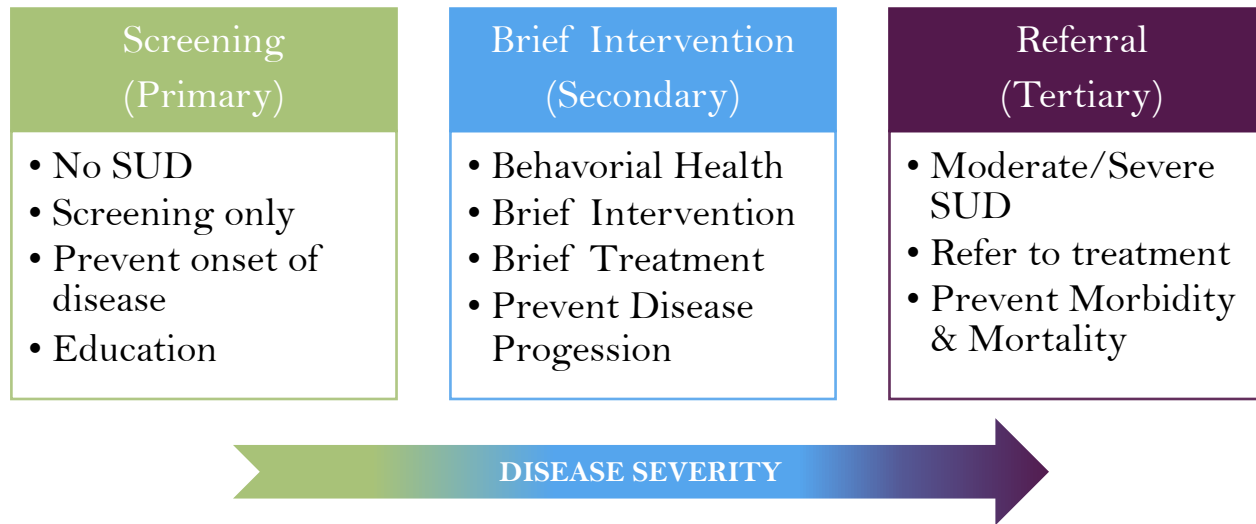 Screening
(Primary)
• No SUD
• Screening only
• Prevent onset of
disease
• Education
Brief Intervention
(Secondary)
• Behavorial Health
• Brief Intervention
• Brief Treatment
• Prevent Disease
Progession
Referral
(Tertiary)
• Moderate/Severe
SUD
• Refer to treatment
• Prevent Morbidity
& Mortality
DISEASE SEVERITY